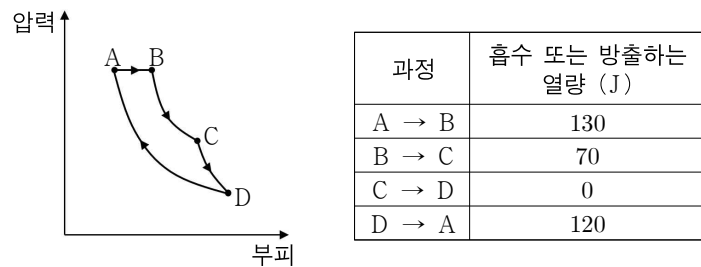 압력
A
B
C
D
부피
과정 흡수 또는 방출하는 열량 (J)
A → B 130
B → C 70
C → D 0
D → A 120